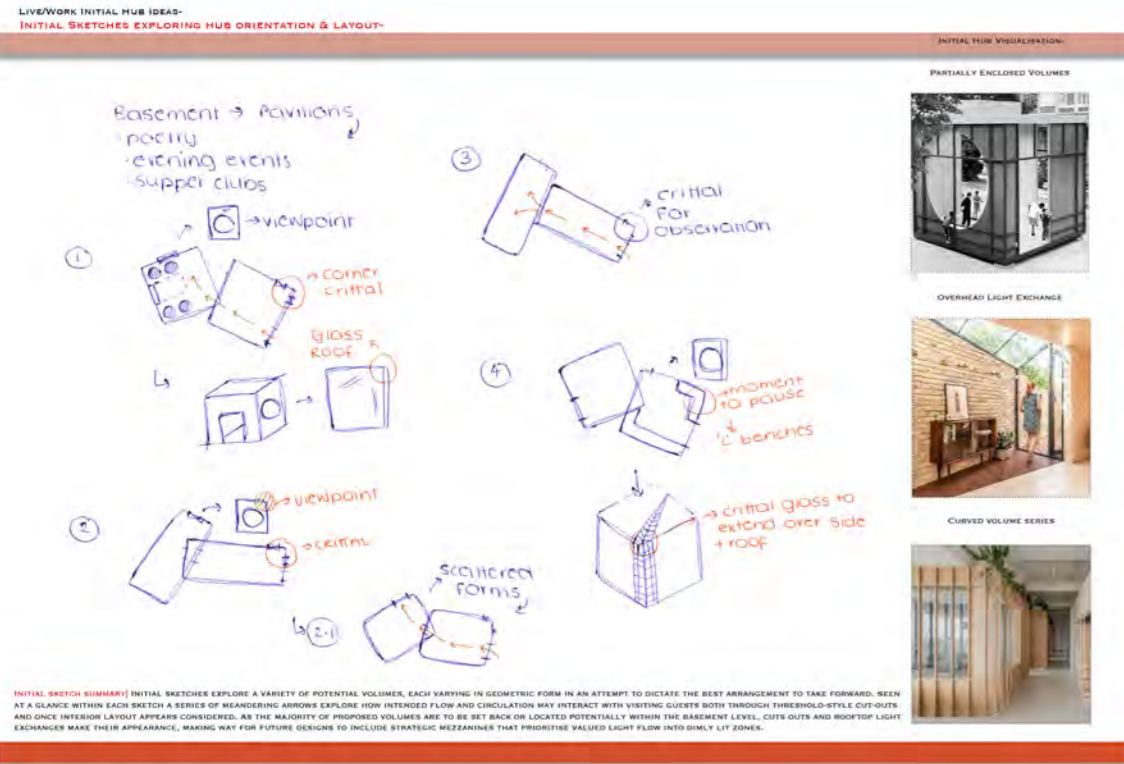 LIVE/WORK INITIAL HUB IDEAS-
INITIAL SKETCHES EXPLORING HUB ORIENTATION & LAYOUT-
INITIAL HUB VISUALISATION:
PARTIALLY ENCLOSED VOLUMES
Basement → Pavilions
· poetry
· evening events
· supper clubs
→ viewpoint
①
→ corner
crittal
Glass
Roof
②
→ viewpoint
→ crittal
2.1
scattered
forms
③
→ crittal
for
observation
④
→ moment
to pause
'L' benches
→ crittal glass to
extend over side
+ roof
OVERHEAD LIGHT EXCHANGE
CURVED VOLUME SERIES
INITIAL SKETCH SUMMARY| INITIAL SKETCHES EXPLORE A VARIETY OF POTENTIAL VOLUMES, EACH VARYING IN GEOMETRIC FORM IN AN ATTEMPT TO DICTATE THE BEST ARRANGEMENT TO TAKE FORWARD. SEEN
AT A GLANCE WITHIN EACH SKETCH A SERIES OF MEANDERING ARROWS EXPLORE HOW INTENDED FLOW AND CIRCULATION MAY INTERACT WITH VISITING GUESTS BOTH THROUGH THRESHOLD-STYLE CUT-OUTS
AND ONCE INTERIOR LAYOUT APPEARS CONSIDERED. AS THE MAJORITY OF PROPOSED VOLUMES ARE TO BE SET BACK OR LOCATED POTENTIALLY WITHIN THE BASEMENT LEVEL, CUTS OUTS AND ROOFTOP LIGHT
EXCHANGES MAKE THEIR APPEARANCE, MAKING WAY FOR FUTURE DESIGNS TO INCLUDE STRATEGIC MEZZANINES THAT PRIORITISE VALUED LIGHT FLOW INTO DIMLY LIT ZONES.